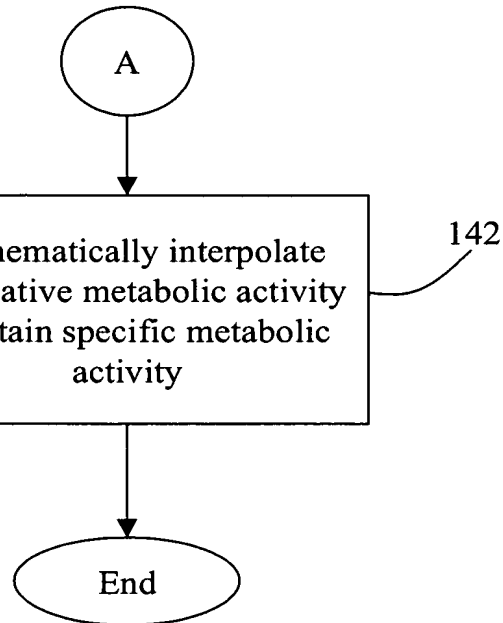 A
hematically interpolate
ative metabolic activity
tain specific metabolic
activity
142
End